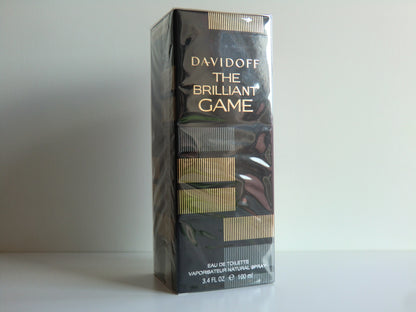 DAVIDOFF
THE
BRILLIANT
GAME
EAU DE TOILETTE
VAPORISATEUR NATURAL SPRAY
3.4 FL OZ ℮ 100 ml